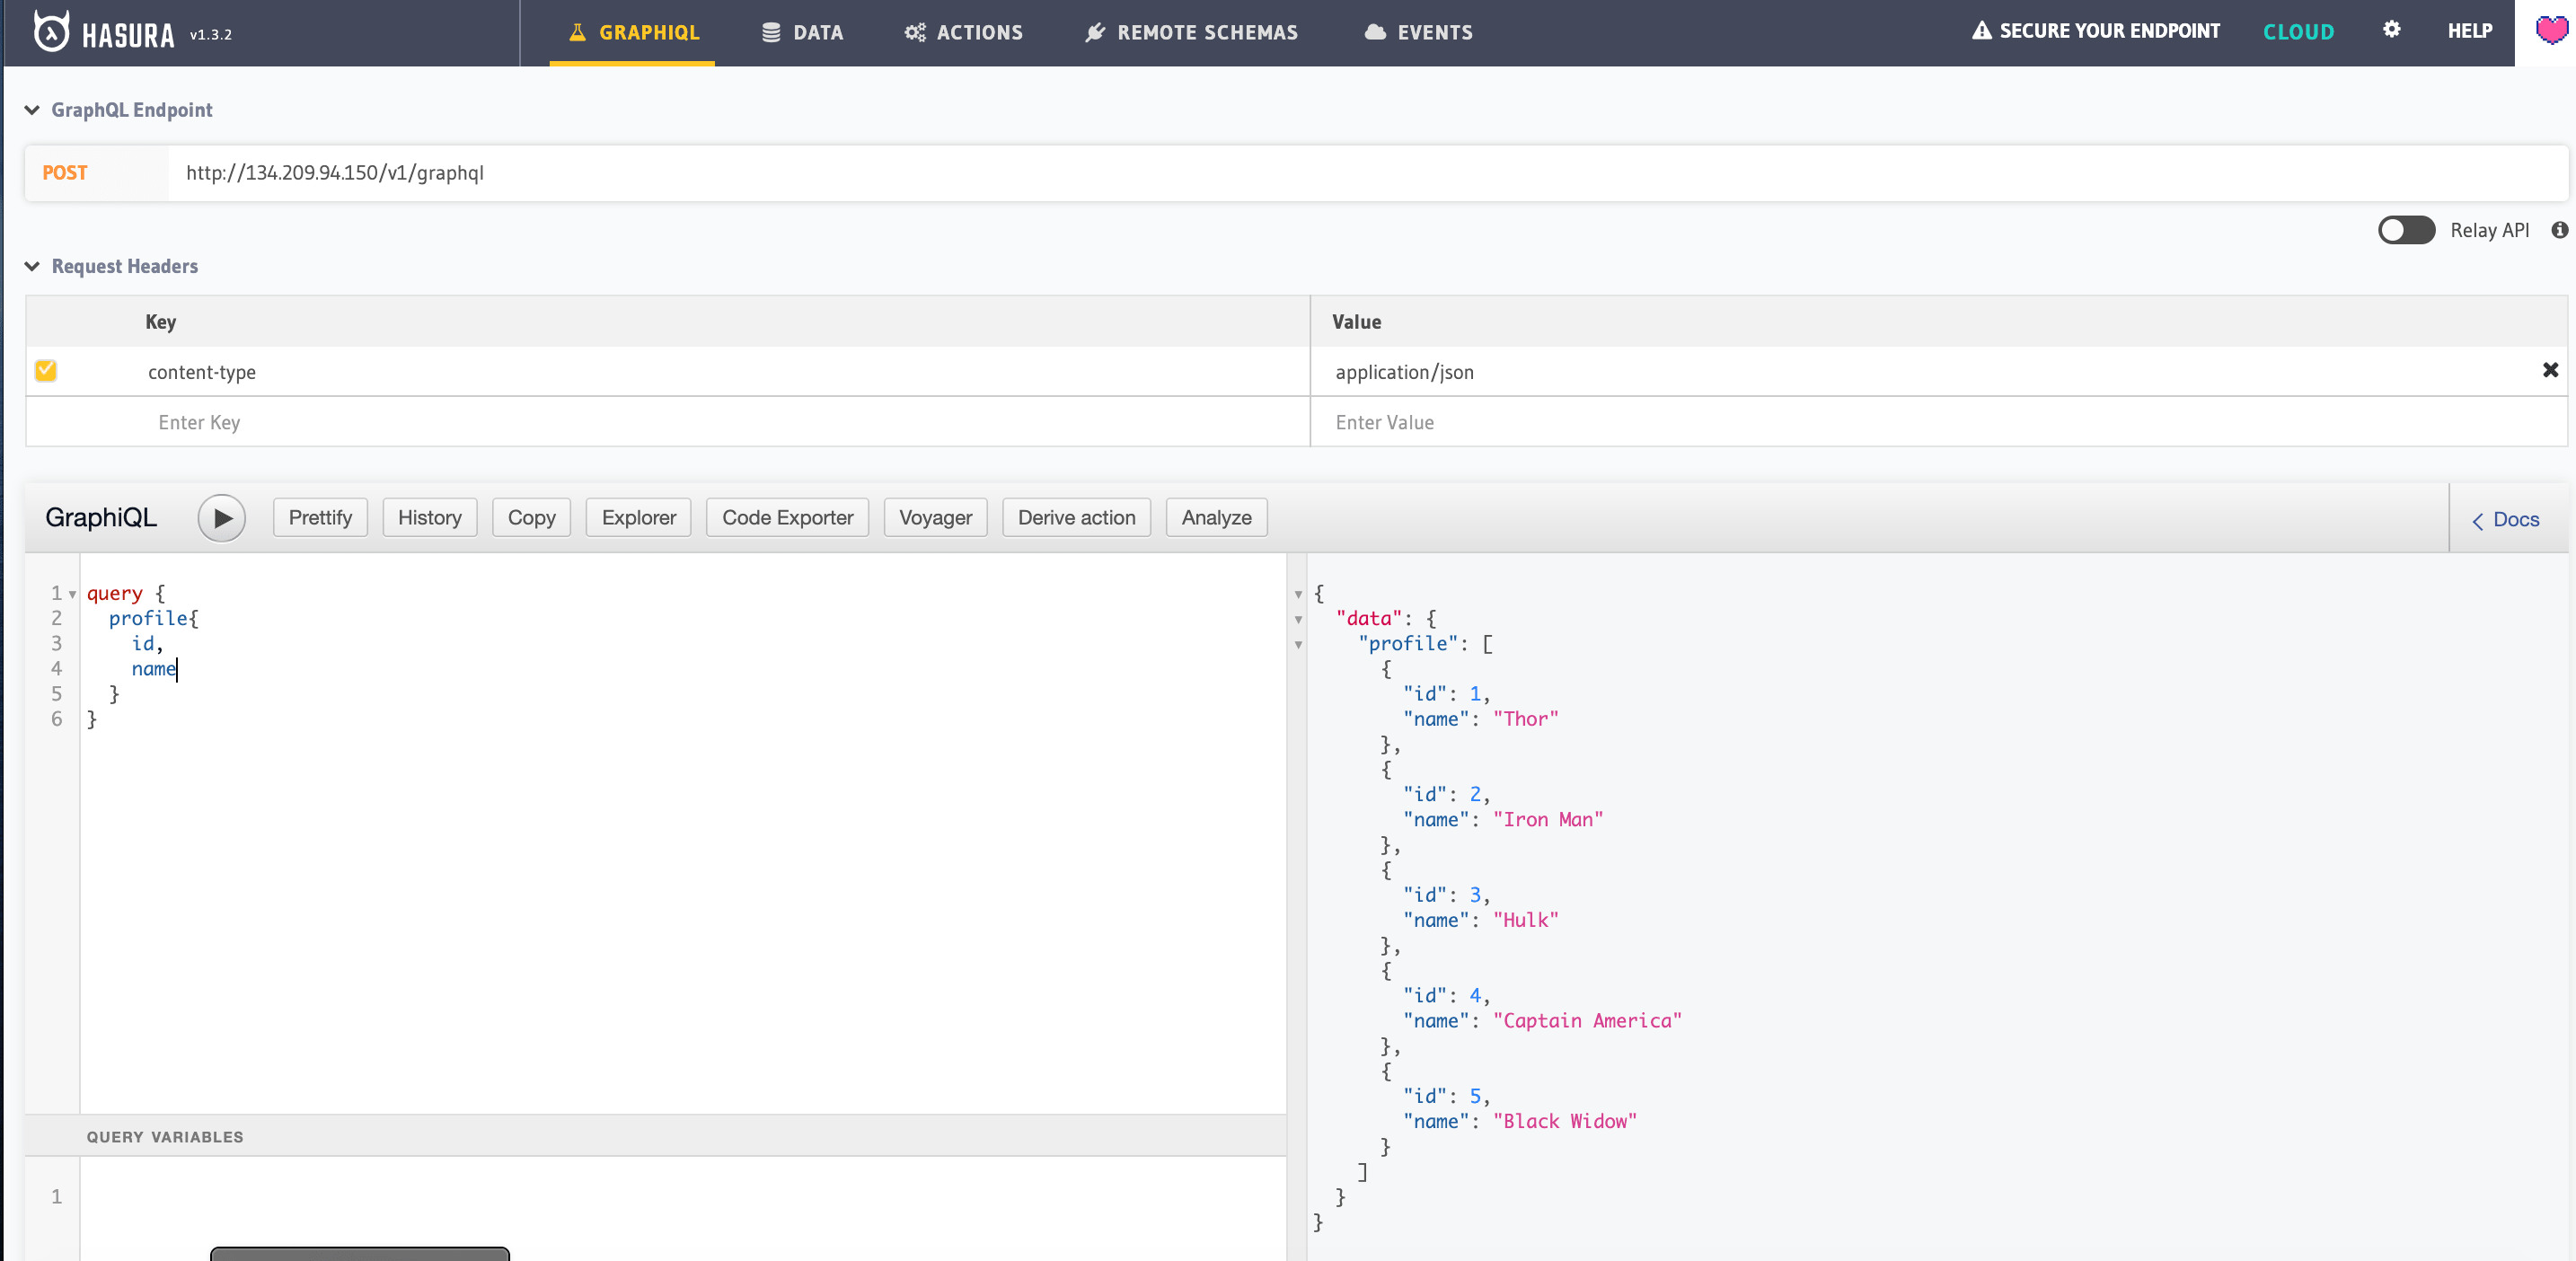 HASURA v1.3.2 GRAPHIQL DATA ACTIONS REMOTE SCHEMAS EVENTS SECURE YOUR ENDPOINT CLOUD HELP
GraphQL Endpoint
POST http://134.209.94.150/v1/graphql
Relay API
Request Headers
Key Value
content-type application/json
Enter Key Enter Value
GraphiQL Prettify History Copy Explorer Code Exporter Voyager Derive action Analyze Docs
1 query {
2 profile{
3 id,
4 name
5 }
6 }
QUERY VARIABLES
1
{
"data": {
"profile": [
{
"id": 1,
"name": "Thor"
},
{
"id": 2,
"name": "Iron Man"
},
{
"id": 3,
"name": "Hulk"
},
{
"id": 4,
"name": "Captain America"
},
{
"id": 5,
"name": "Black Widow"
}
]
}
}